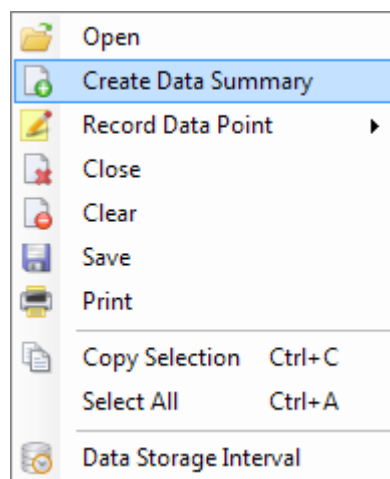 Open
Create Data Summary
Record Data Point
Close
Clear
Save
Print
Copy Selection Ctrl+C
Select All Ctrl+A
Data Storage Interval